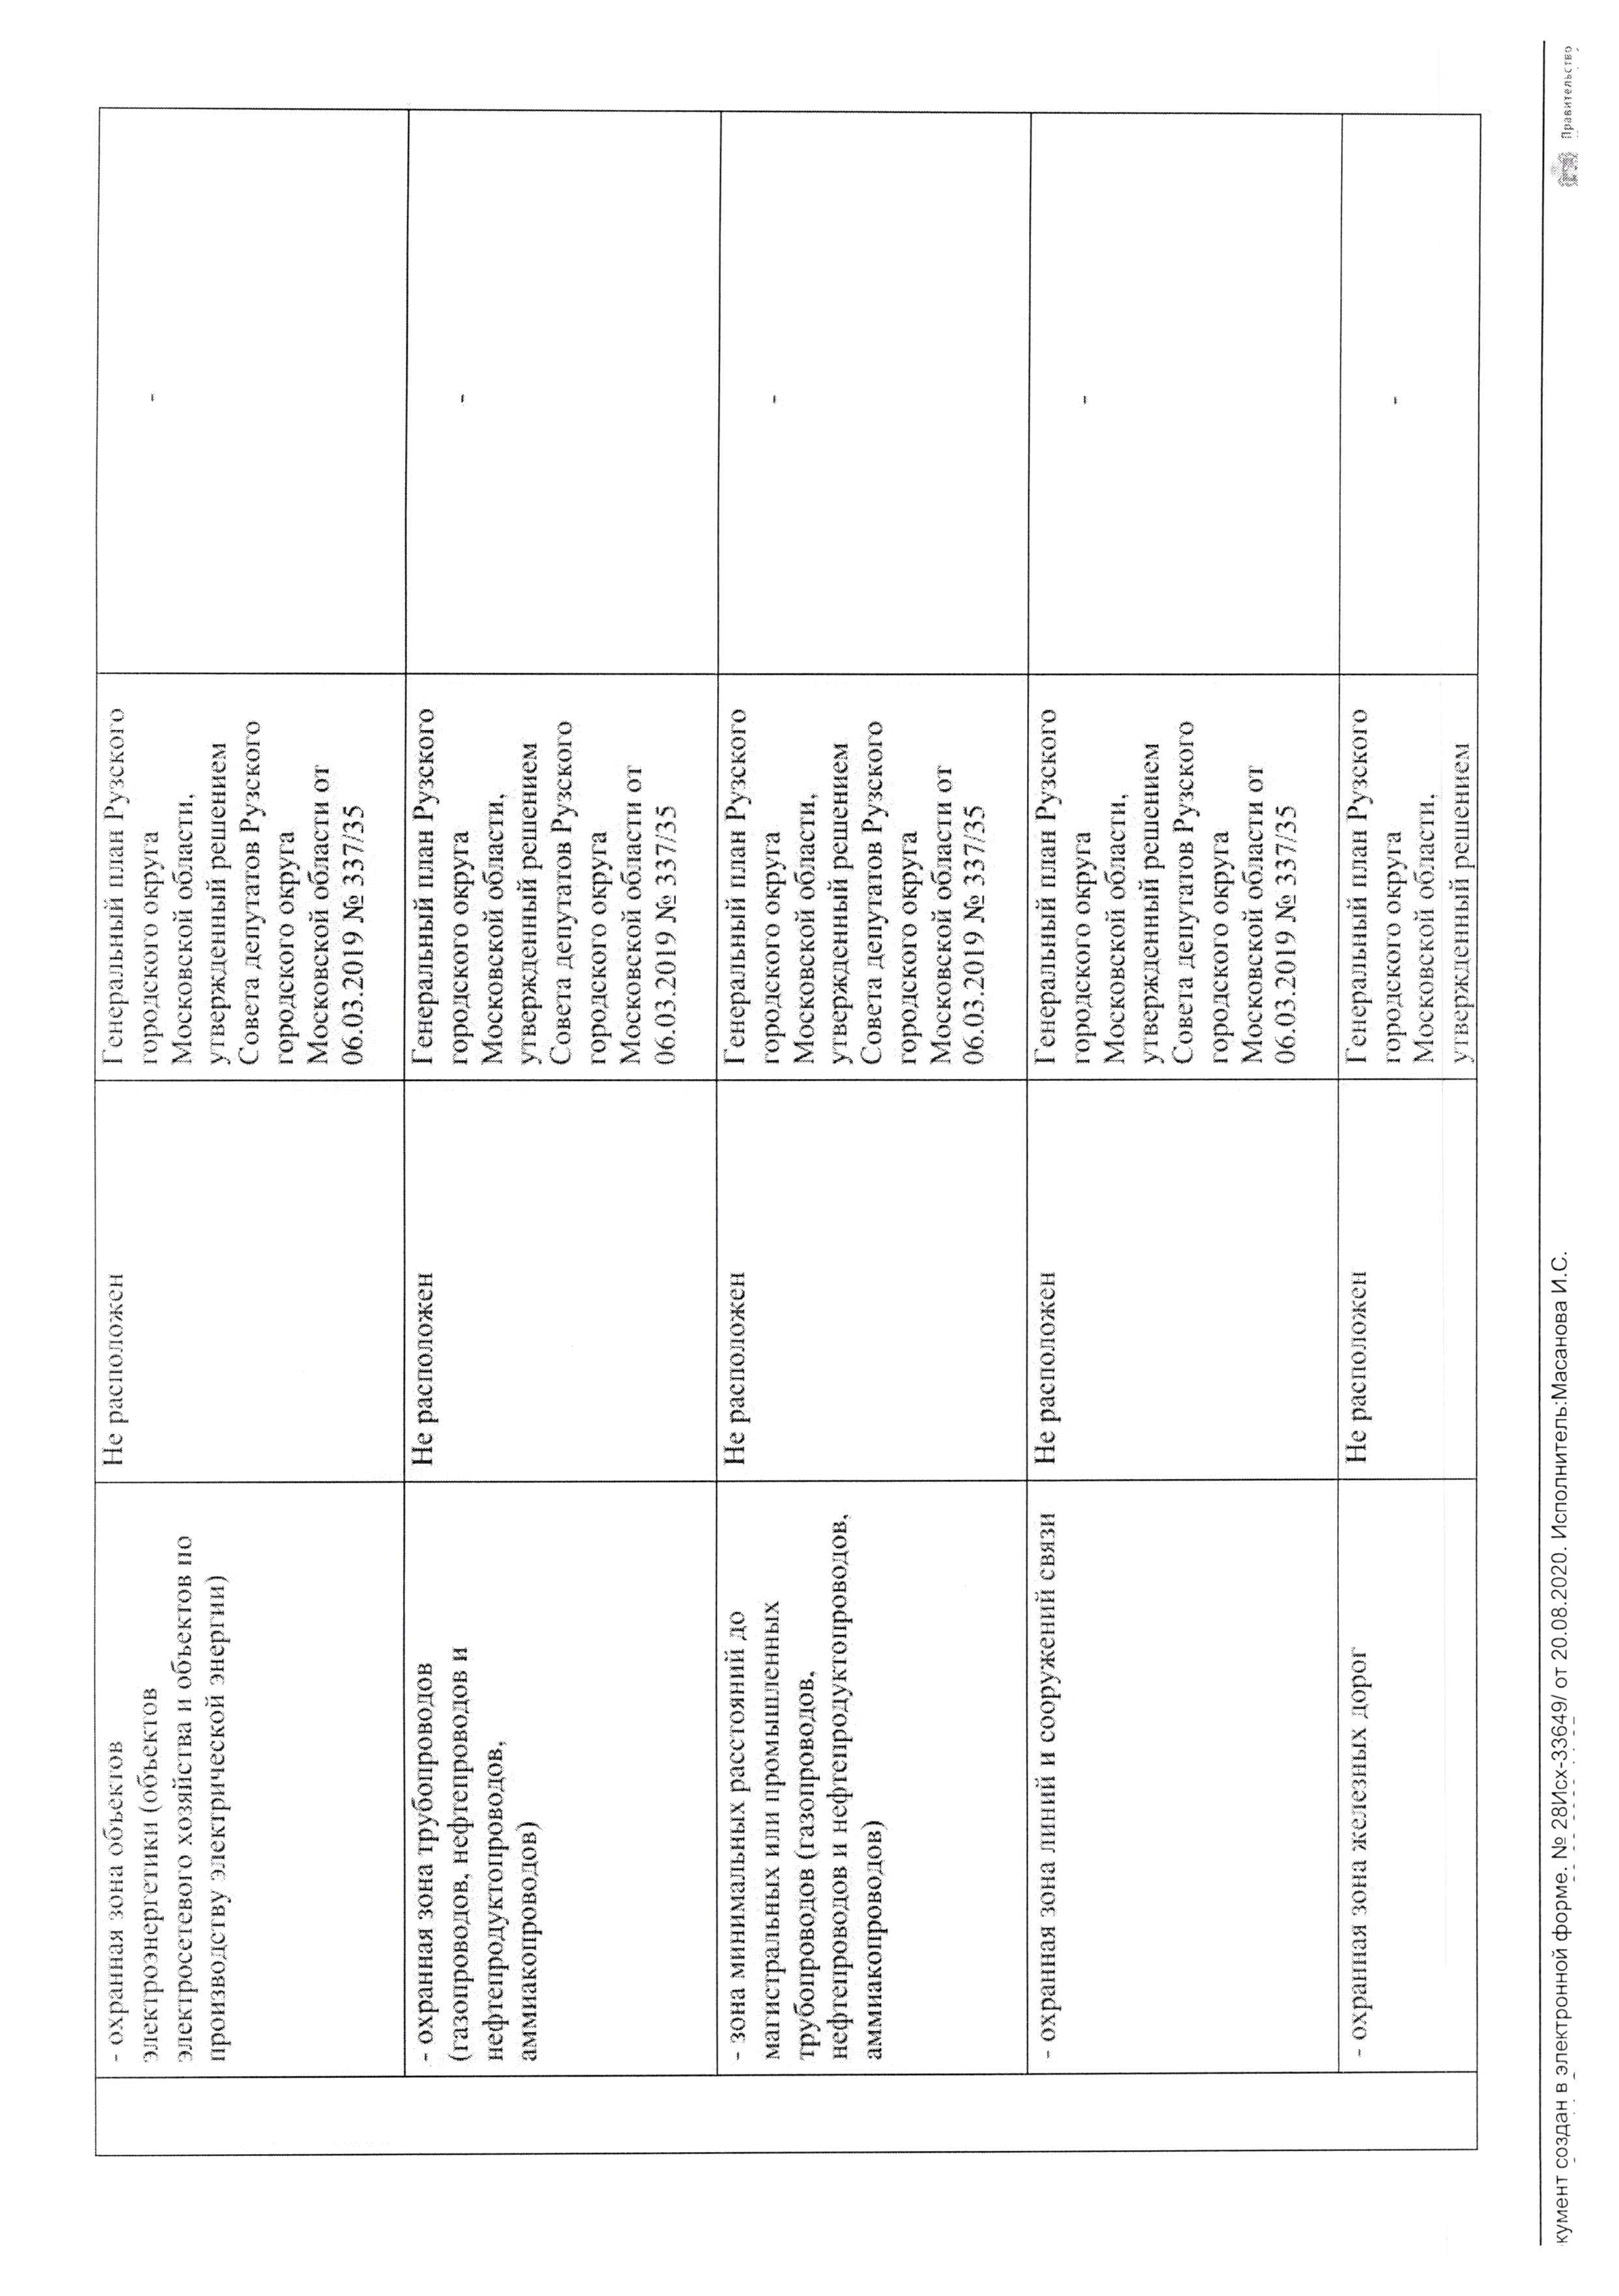 - охранная зона объектов
электроэнергетики (объектов
электросетевого хозяйства и объектов по
производству электрической энергии)
Не расположен
Генеральный план Рузского
городского округа
Московской области,
утвержденный решением
Совета депутатов Рузского
городского округа
Московской области от
06.03.2019 № 337/35
-
- охранная зона трубопроводов
(газопроводов, нефтепроводов и
нефтепродуктопроводов,
аммиакопроводов)
Не расположен
Генеральный план Рузского
городского округа
Московской области,
утвержденный решением
Совета депутатов Рузского
городского округа
Московской области от
06.03.2019 № 337/35
-
- зона минимальных расстояний до
магистральных или промышленных
трубопроводов (газопроводов,
нефтепроводов и нефтепродуктопроводов,
аммиакопроводов)
Не расположен
Генеральный план Рузского
городского округа
Московской области,
утвержденный решением
Совета депутатов Рузского
городского округа
Московской области от
06.03.2019 № 337/35
-
- охранная зона линий и сооружений связи
Не расположен
Генеральный план Рузского
городского округа
Московской области,
утвержденный решением
Совета депутатов Рузского
городского округа
Московской области от
06.03.2019 № 337/35
-
- охранная зона железных дорог
Не расположен
Генеральный план Рузского
городского округа
Московской области,
утвержденный решением
-
кумент создан в электронной форме. № 28Исх-33649/ от 20.08.2020. Исполнитель:Масанова И.С.
Правительство